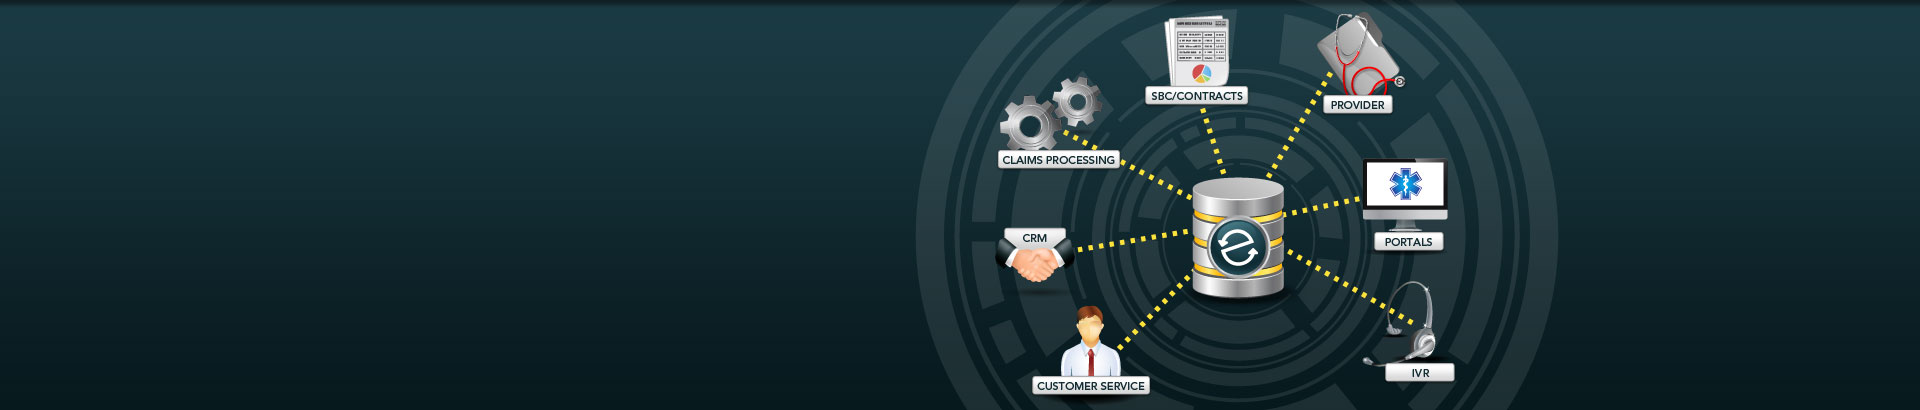 SBC/CONTRACTS
PROVIDER
CLAIMS PROCESSING
CRM
PORTALS
IVR
CUSTOMER SERVICE